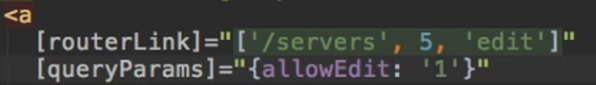 <a
[routerLink]="['/servers', 5, 'edit']"
[queryParams]="{allowEdit: '1'}"